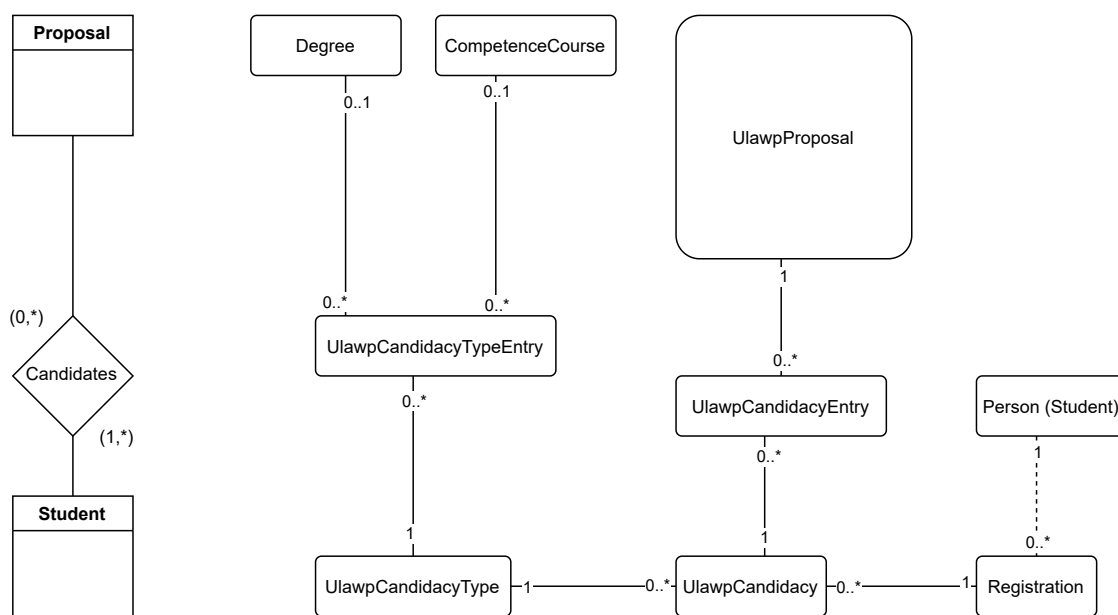 Proposal
Degree
CompetenceCourse
UlawpProposal
0..1
0..1
1
0..*
0..*
(0,*)
UlawpCandidacyTypeEntry
Candidates
0..*
UlawpCandidacyEntry
Person (Student)
0..*
(1,*)
0..*
1
Student
1
1
0..*
UlawpCandidacyType
1
0..*
UlawpCandidacy
0..*
1
Registration